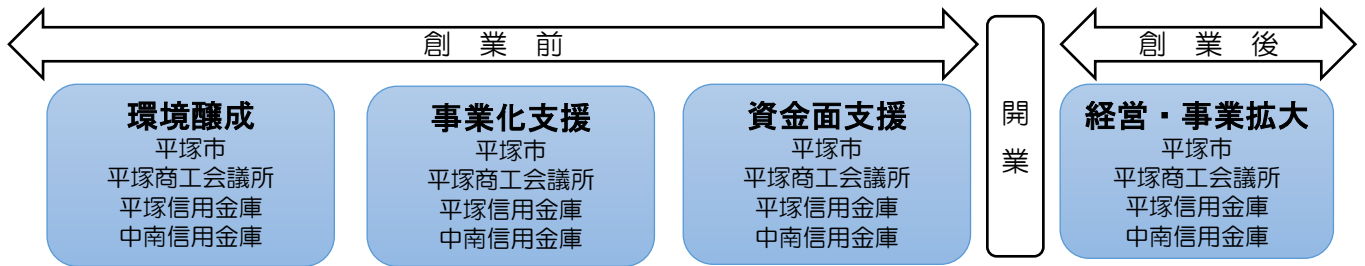 創 業 前
創 業 後
環境醸成
平塚市
平塚商工会議所
平塚信用金庫
中南信用金庫
事業化支援
平塚市
平塚商工会議所
平塚信用金庫
中南信用金庫
資金面支援
平塚市
平塚商工会議所
平塚信用金庫
中南信用金庫
開業
経営・事業拡大
平塚市
平塚商工会議所
平塚信用金庫
中南信用金庫